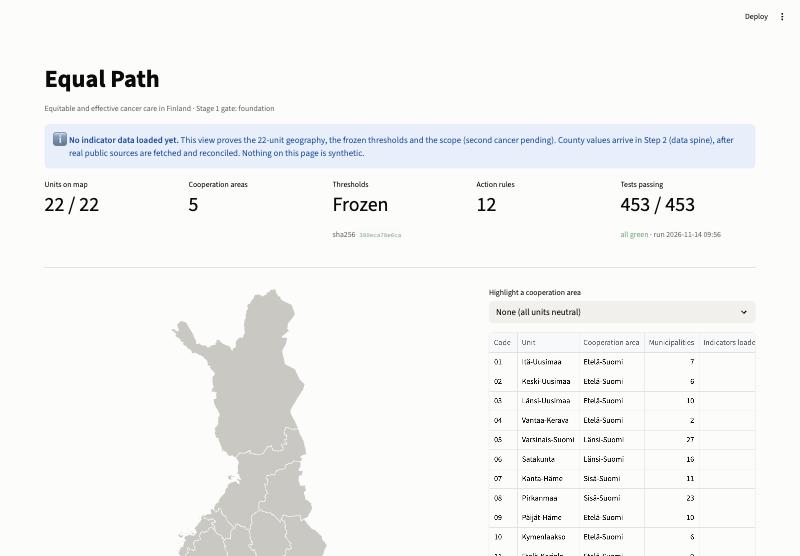 Deploy
Equal Path
Equitable and effective cancer care in Finland · Stage 1 gate: foundation
No indicator data loaded yet. This view proves the 22-unit geography, the frozen thresholds and the scope (second cancer pending). County values arrive in Step 2 (data spine), after
real public sources are fetched and reconciled. Nothing on this page is synthetic.
Units on map
22 / 22
Cooperation areas
5
Thresholds
Frozen
sha256
Action rules
12
Tests passing
453 / 453
all green · run 2026-11-14 09:56
Highlight a cooperation area
None (all units neutral)
Code Unit Cooperation area Municipalities Indicators loade
01 Itä-Uusimaa Etelä-Suomi 7
02 Keski-Uusimaa Etelä-Suomi 6
03 Länsi-Uusimaa Etelä-Suomi 10
04 Vantaa-Kerava Etelä-Suomi 2
05 Varsinais-Suomi Länsi-Suomi 27
06 Satakunta Länsi-Suomi 16
07 Kanta-Häme Sisä-Suomi 11
08 Pirkanmaa Sisä-Suomi 23
09 Päijät-Häme Etelä-Suomi 10
10 Kymenlaakso Etelä-Suomi 6